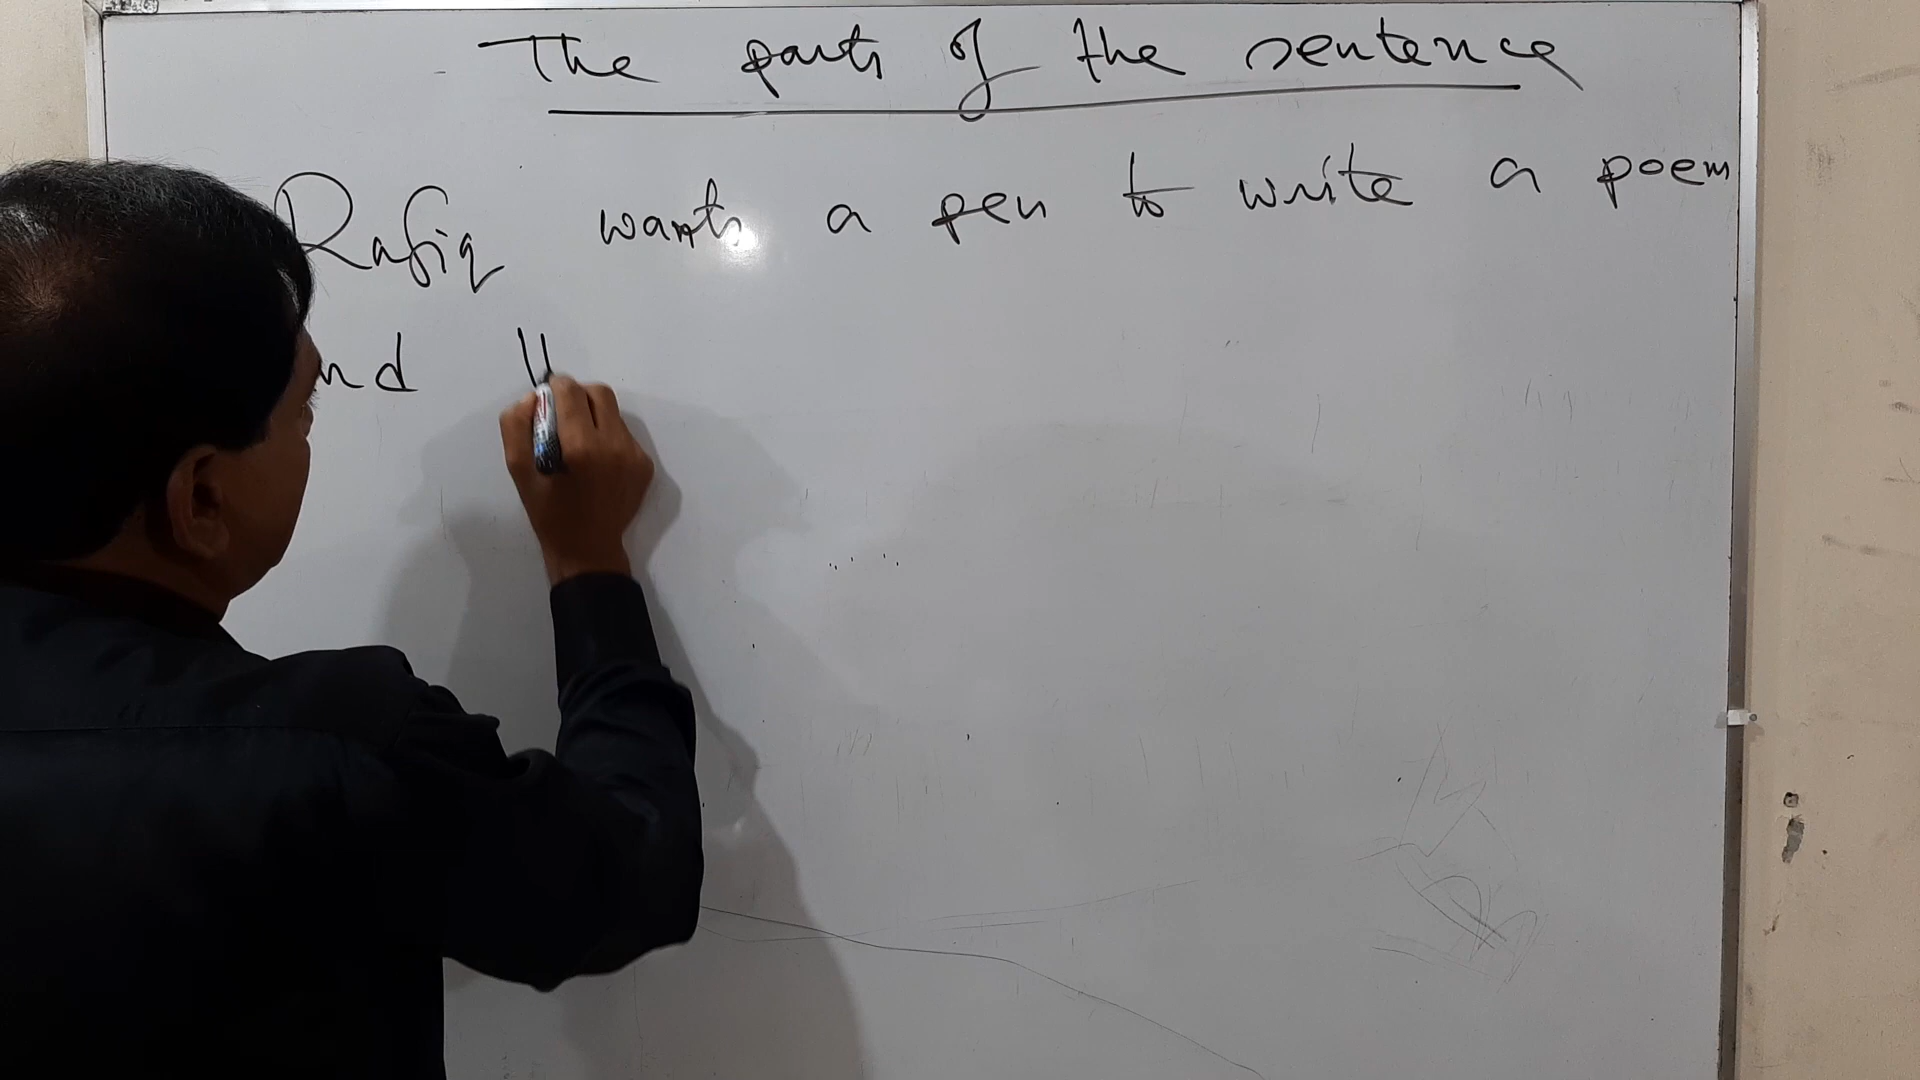 The parts of the sentence
Rafiq wants a pen to write a poem
nd